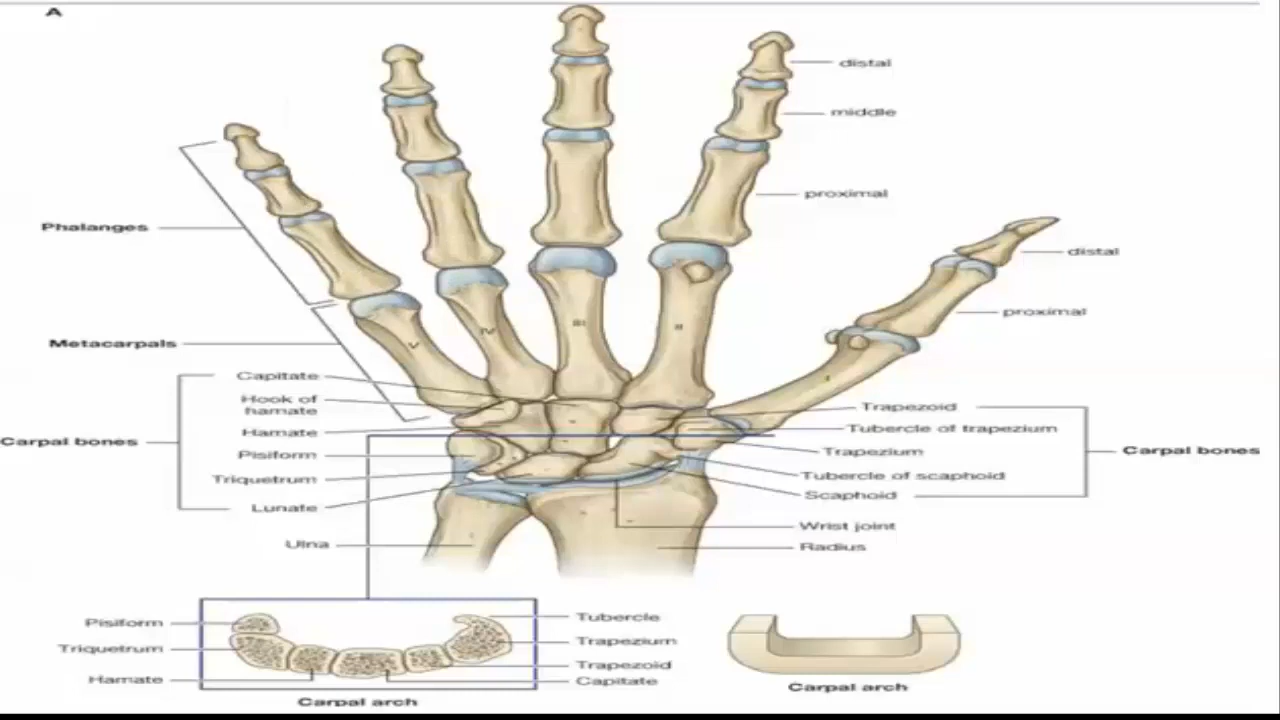 A
distal
middle
proximal
Phalanges
distal
proximal
Metacarpals
III
II
IV
V
I
Capitate
Hook of
hamate
Hamate
Pisiform
Triquetrum
Lunate
Carpal bones
Ulna
Trapezoid
Tubercle of trapezium
Trapezium
Tubercle of scaphoid
Scaphoid
Carpal bones
Wrist joint
Radius
Pisiform
Triquetrum
Hamate
Tubercle
Trapezium
Trapezoid
Capitate
Carpal arch
Carpal arch